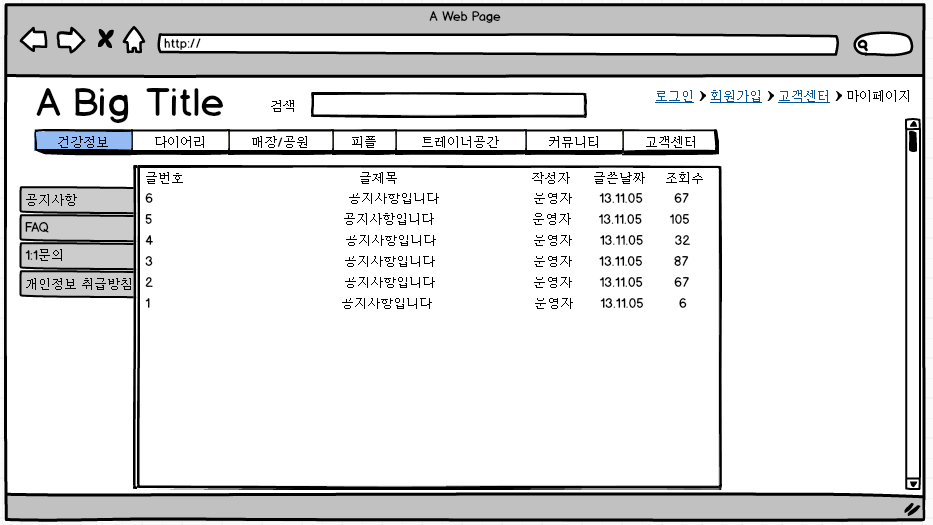 A Web Page
http://
A Big Title
검색
로그인 회원가입 고객센터 마이페이지
건강정보 다이어리 매장/공원 피플 트레이너공간 커뮤니티 고객센터
공지사항
FAQ
1:1문의
개인정보 취급방침
글번호 글제목 작성자 글쓴날짜 조회수
6 공지사항입니다 운영자 13.11.05 67
5 공지사항입니다 운영자 13.11.05 105
4 공지사항입니다 운영자 13.11.05 32
3 공지사항입니다 운영자 13.11.05 87
2 공지사항입니다 운영자 13.11.05 67
1 공지사항입니다 운영자 13.11.05 6